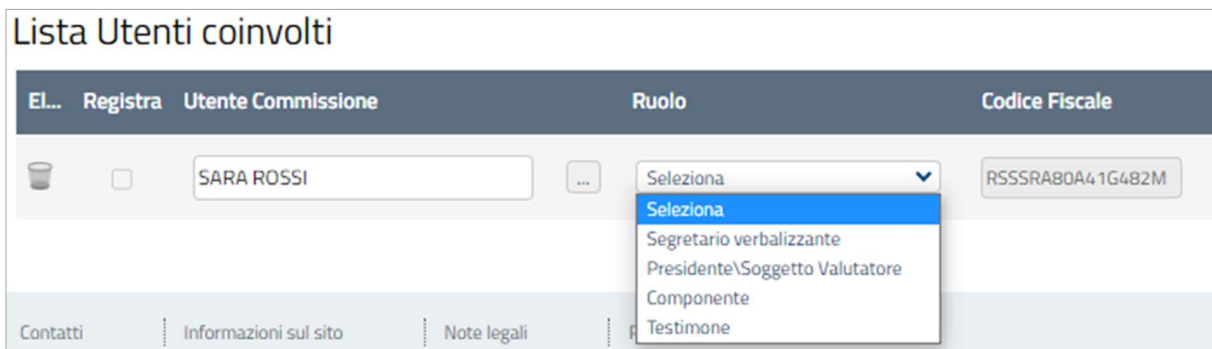 Lista Utenti coinvolti
El... Registra Utente Commissione Ruolo Codice Fiscale
SARA ROSSI ... Seleziona RSSSRA80A41G482M
Seleziona
Segretario verbalizzante
Presidente\Soggetto Valutatore
Componente
Testimone
Contatti Informazioni sul sito Note legali